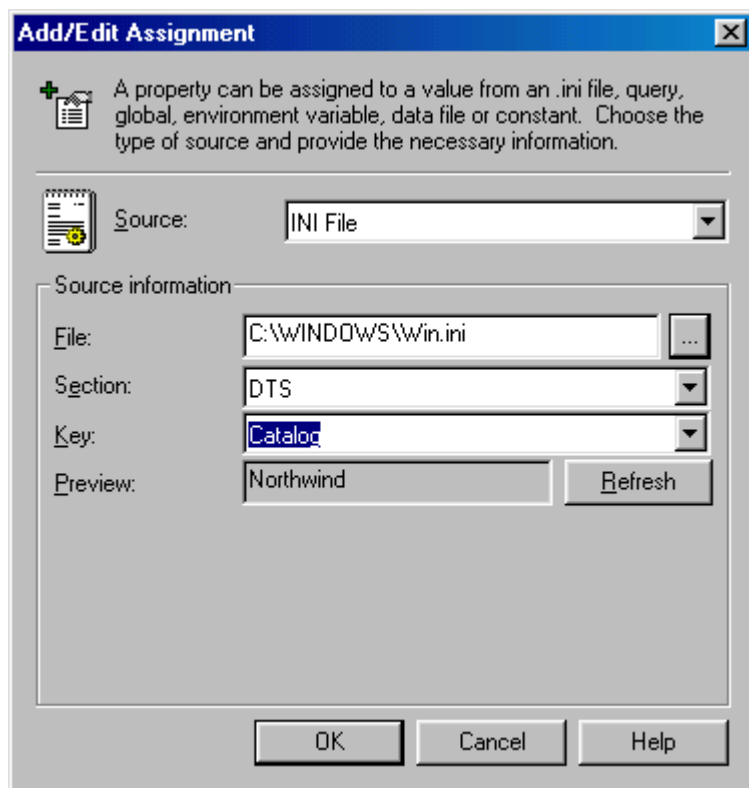 Add/Edit Assignment
A property can be assigned to a value from an .ini file, query,
global, environment variable, data file or constant.  Choose the
type of source and provide the necessary information.
Source: INI File
Source information
File: C:\WINDOWS\Win.ini ...
Section: DTS
Key: Catalog
Preview: Northwind Refresh
OK Cancel Help